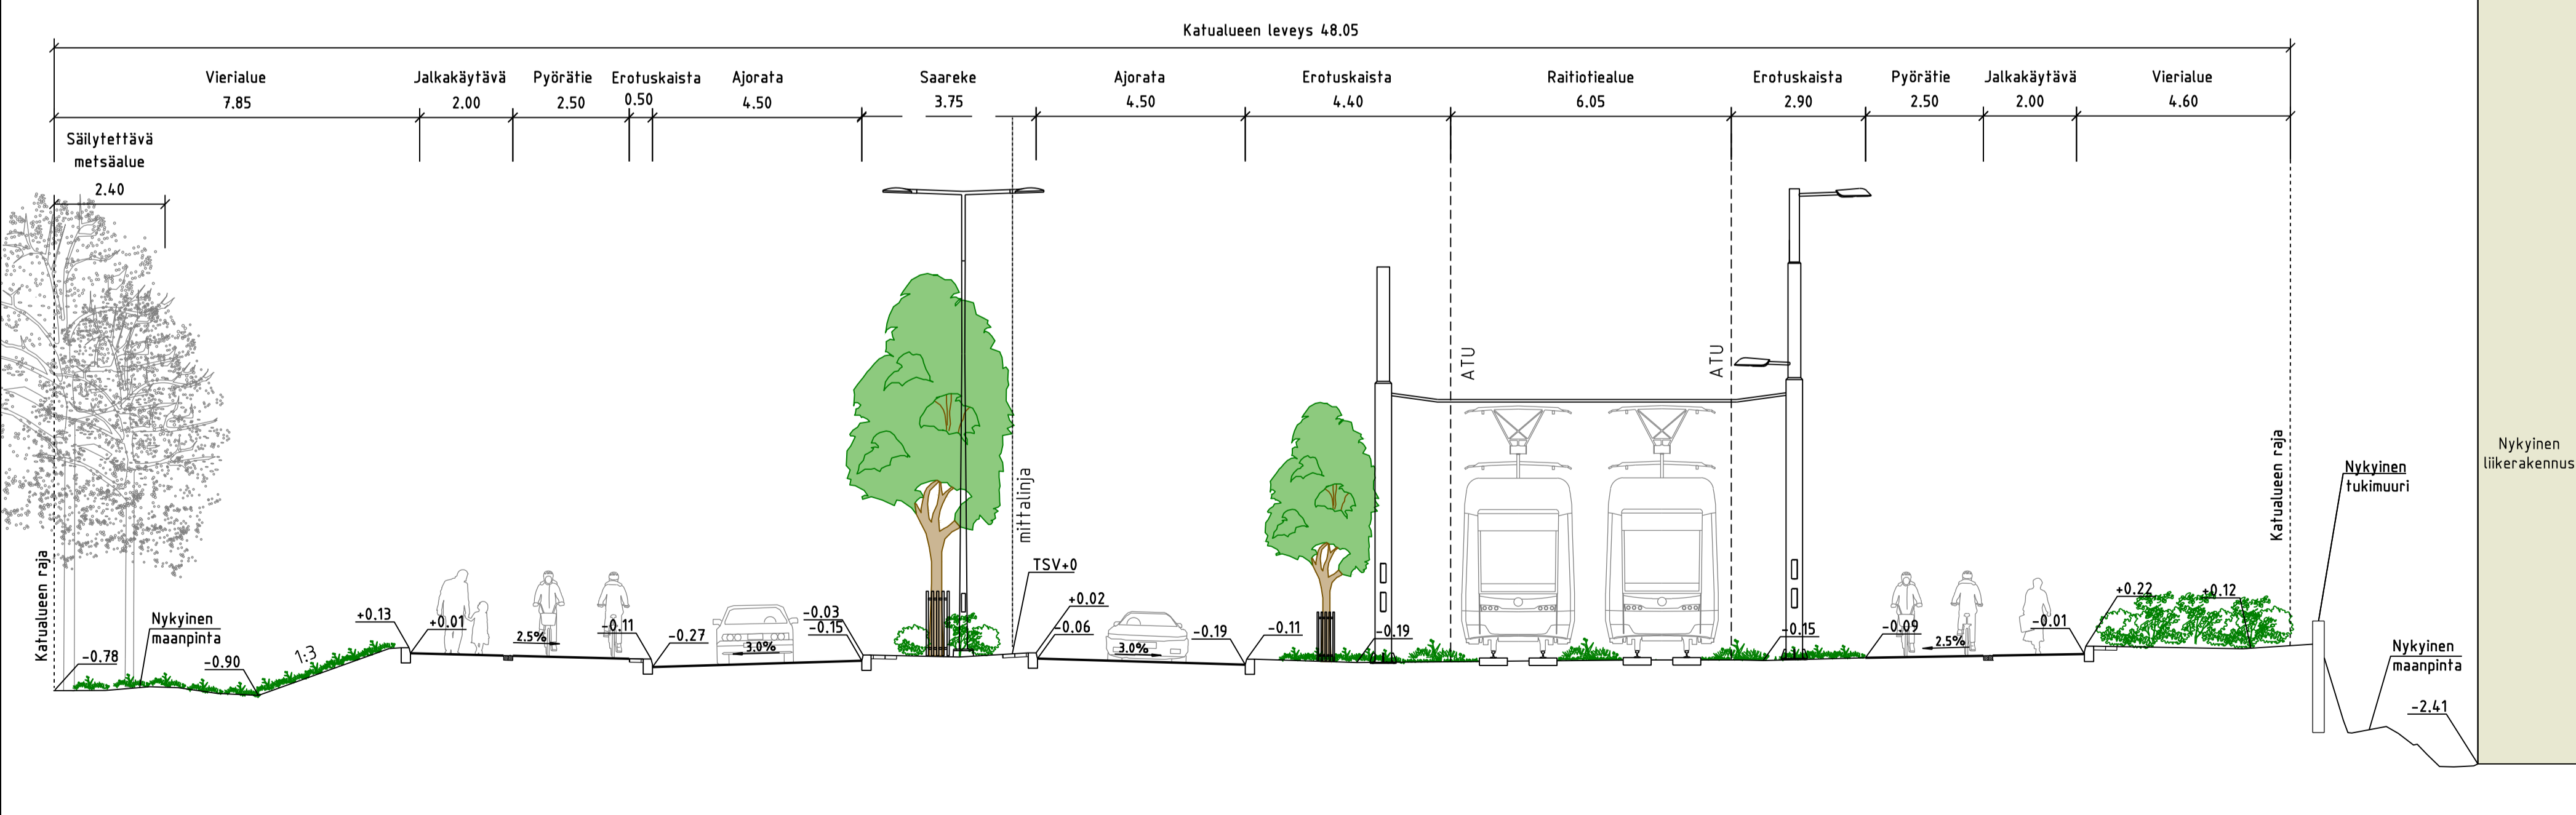 Katualueen leveys 48.05
Vierialue Jalkakäytävä Pyörätie Erotuskaista Ajorata Saareke Ajorata Erotuskaista Raitiotiealue Erotuskaista Pyörätie Jalkakäytävä Vierialue
7.85 2.00 2.50 0.50 4.50 3.75 4.50 4.40 6.05 2.90 2.50 2.00 4.60
Säilytettävä
metsäalue
2.40
Katualueen raja
-0.78
Nykyinen
maanpinta
-0.90
1:3
+0.13
+0.01
2.5%
-0.11
-0.27
3.0%
-0.03
-0.15
mittalinja
TSV+0
+0.02
-0.06
3.0%
-0.19
-0.11
-0.19
ATU
ATU
-0.15
-0.09
2.5%
-0.01
+0.22
+0.12
Katualueen raja
Nykyinen
tukimuuri
Nykyinen
maanpinta
-2.41
Nykyinen
liikerakennus